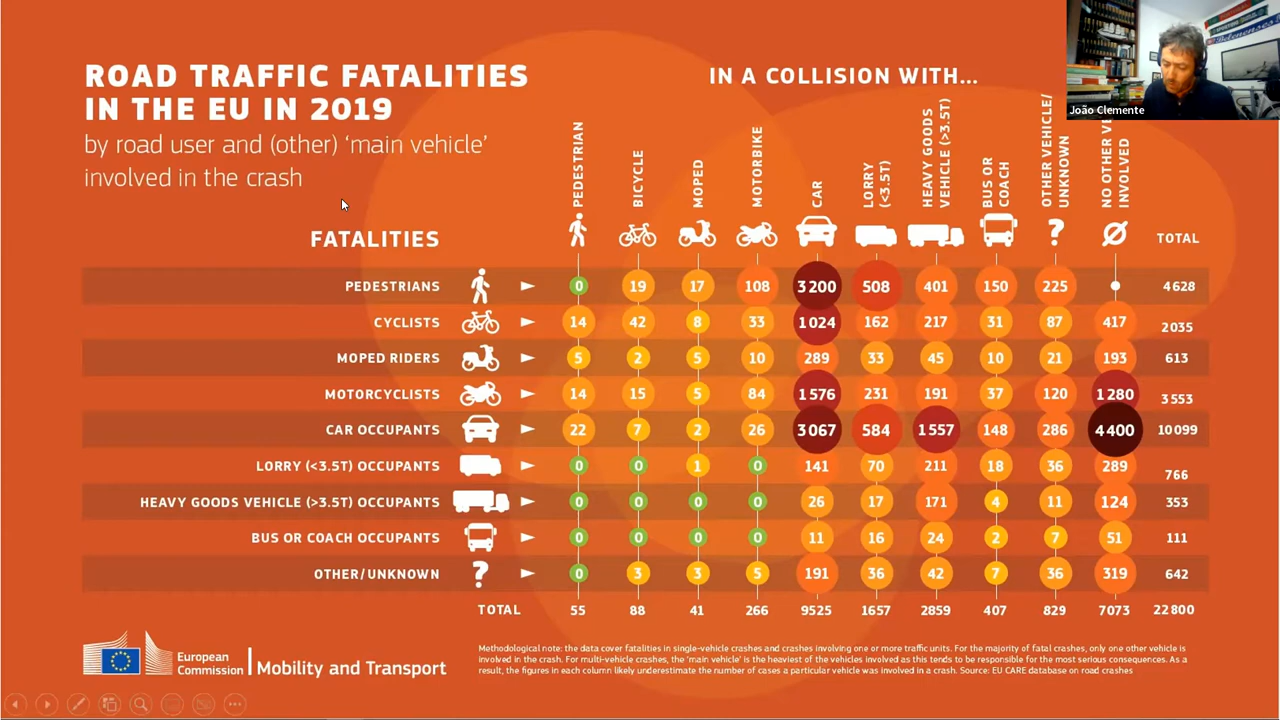 João Clemente
ROAD TRAFFIC FATALITIES
IN THE EU IN 2019
by road user and (other) ‘main vehicle’
involved in the crash
IN A COLLISION WITH...
PEDESTRIAN
BICYCLE
MOPED
MOTORBIKE
CAR
LORRY
(<3.5T)
HEAVY GOODS
VEHICLE (>3.5T)
BUS OR
COACH
OTHER VEHICLE/
UNKNOWN
NO OTHER
INVOLVED
FATALITIES
TOTAL
PEDESTRIANS 0 19 17 108 3 200 508 401 150 225 4628
CYCLISTS 14 42 8 33 1 024 162 217 31 87 417 2035
MOPED RIDERS 5 2 5 10 289 33 45 10 21 193 613
MOTORCYCLISTS 14 15 5 84 1 576 231 191 37 120 1 280 3 553
CAR OCCUPANTS 22 7 2 26 3 067 584 1 557 148 286 4 400 10 099
LORRY (<3.5T) OCCUPANTS 0 0 1 0 141 70 211 18 36 289 766
HEAVY GOODS VEHICLE (>3.5T) OCCUPANTS 0 0 0 0 26 17 171 4 11 124 353
BUS OR COACH OCCUPANTS 0 0 0 0 11 16 24 2 7 51 111
OTHER/UNKNOWN 0 3 3 5 191 36 42 7 36 319 642
TOTAL 55 88 41 266 9525 1657 2859 407 829 7073 22 800
European
Commission
Mobility and Transport
Methodological note: the data cover fatalities in single-vehicle crashes and crashes involving one or more traffic units. For the majority of fatal crashes, only one other vehicle is
involved in the crash. For multi-vehicle crashes, the ‘main vehicle’ is the heaviest of the vehicles involved as this tends to be responsible for the most serious consequences. As a
result, the figures in each column likely underestimate the number of cases a particular vehicle was involved in a crash. Source: EU CARE database on road crashes